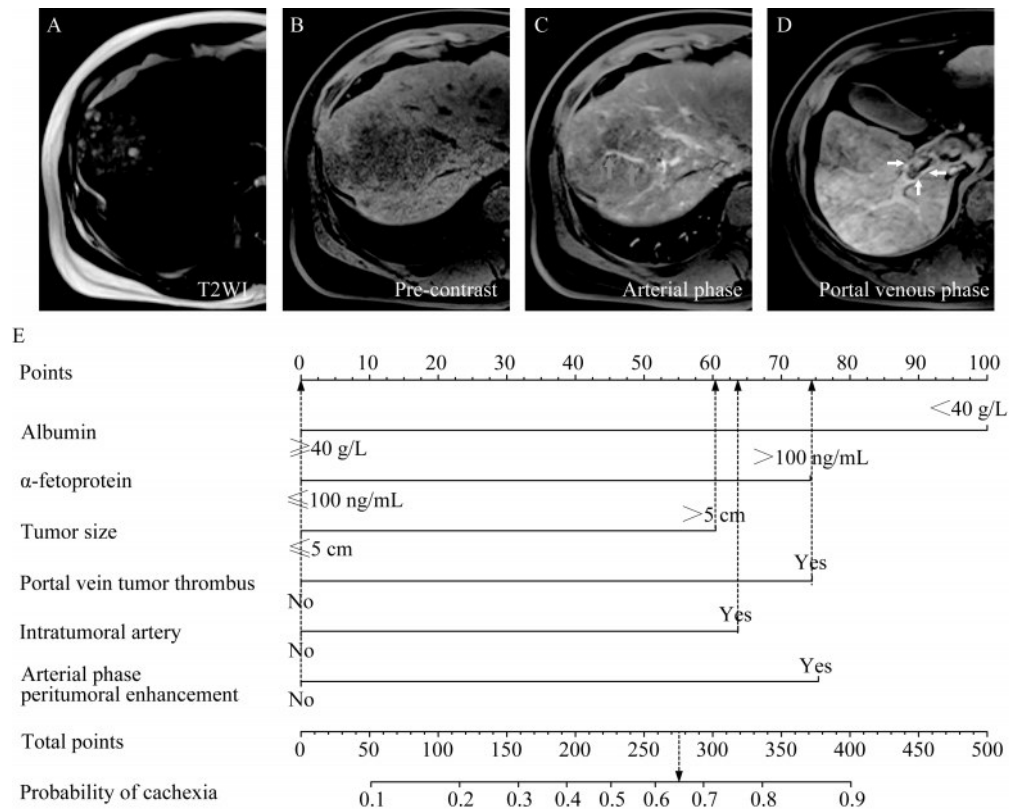 A
B
C
D
T2WI
Pre-contrast
Arterial phase
Portal venous phase
E
Points
0 10 20 30 40 50 60 70 80 90 100
Albumin
<40 g/L
⩾40 g/L
α-fetoprotein
>100 ng/mL
⩽100 ng/mL
Tumor size
>5 cm
⩽5 cm
Portal vein tumor thrombus
Yes
No
Intratumoral artery
Yes
No
Arterial phase
peritumoral enhancement
Yes
No
Total points
0 50 100 150 200 250 300 350 400 450 500
Probability of cachexia
0.1 0.2 0.3 0.4 0.5 0.6 0.7 0.8 0.9